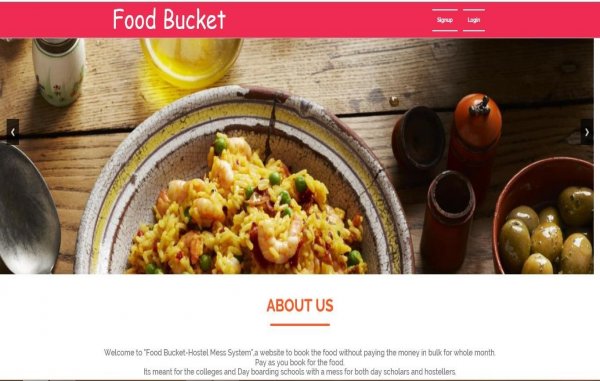 Food Bucket
Signup
Login
ABOUT US
Welcome to "Food Bucket-Hostel Mess System",a website to book the food without paying the money in bulk for whole month.
Pay as you book for the food.
Its meant for the colleges and Day boarding schools with a mess for both day scholars and hostellers.